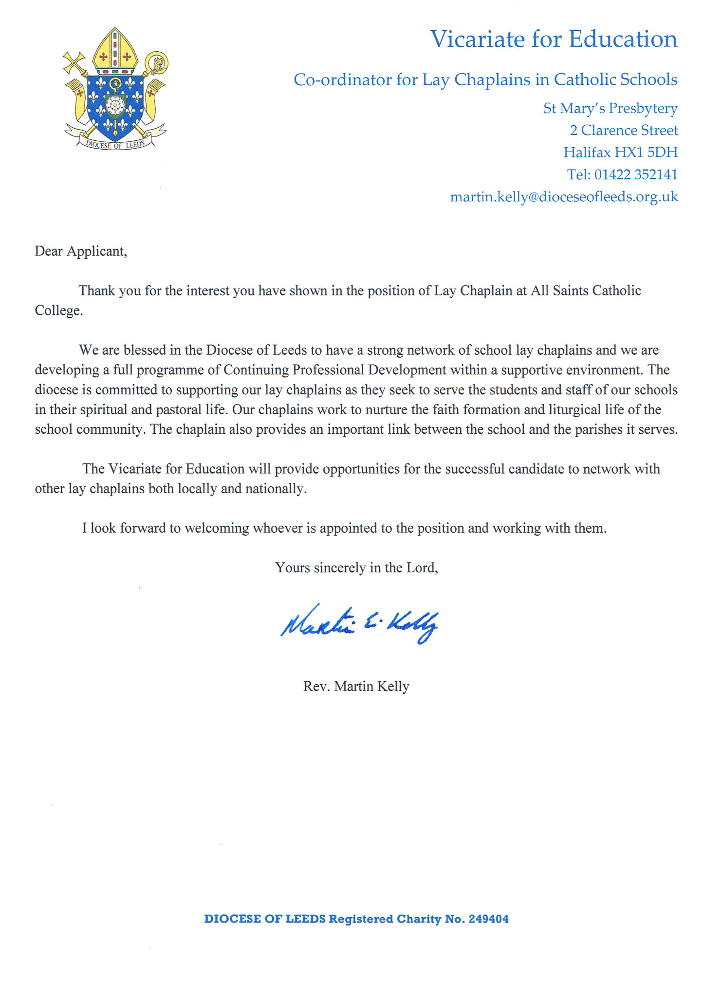 Vicariate for Education
Co-ordinator for Lay Chaplains in Catholic Schools
St Mary's Presbytery
2 Clarence Street
Halifax HX1 5DH
Tel: 01422 352141
martin.kelly@dioceseofleeds.org.uk
DIOCESE OF LEEDS
Dear Applicant,
Thank you for the interest you have shown in the position of Lay Chaplain at All Saints Catholic
College.
We are blessed in the Diocese of Leeds to have a strong network of school lay chaplains and we are
developing a full programme of Continuing Professional Development within a supportive environment. The
diocese is committed to supporting our lay chaplains as they seek to serve the students and staff of our schools
in their spiritual and pastoral life. Our chaplains work to nurture the faith formation and liturgical life of the
school community. The chaplain also provides an important link between the school and the parishes it serves.
The Vicariate for Education will provide opportunities for the successful candidate to network with
other lay chaplains both locally and nationally.
I look forward to welcoming whoever is appointed to the position and working with them.
Yours sincerely in the Lord,
Martin E. Kelly
Rev. Martin Kelly
DIOCESE OF LEEDS Registered Charity No. 249404